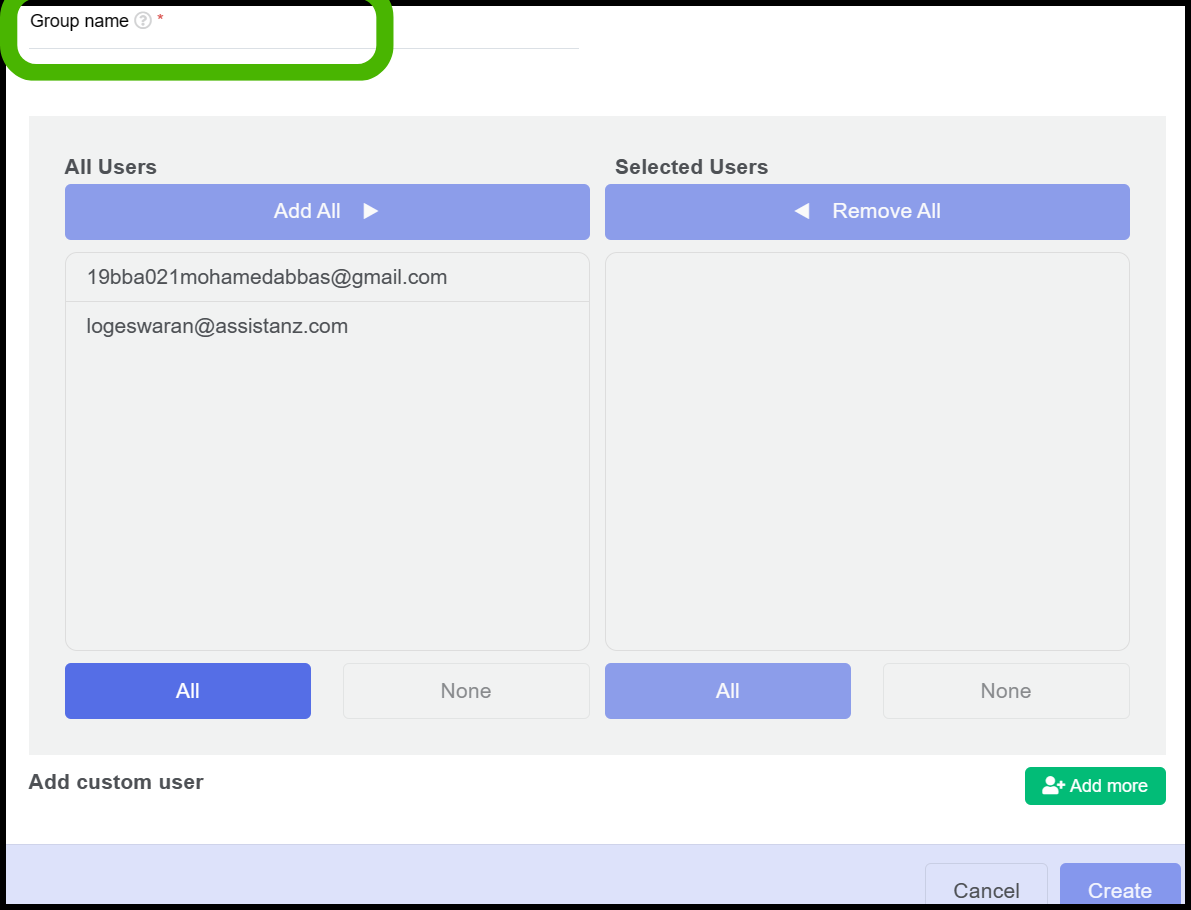 Group name ? *
All Users
Selected Users
Add All
Remove All
19bba021mohamedabbas@gmail.com
logeswaran@assistanz.com
All
None
All
None
Add custom user
Add more
Cancel
Create